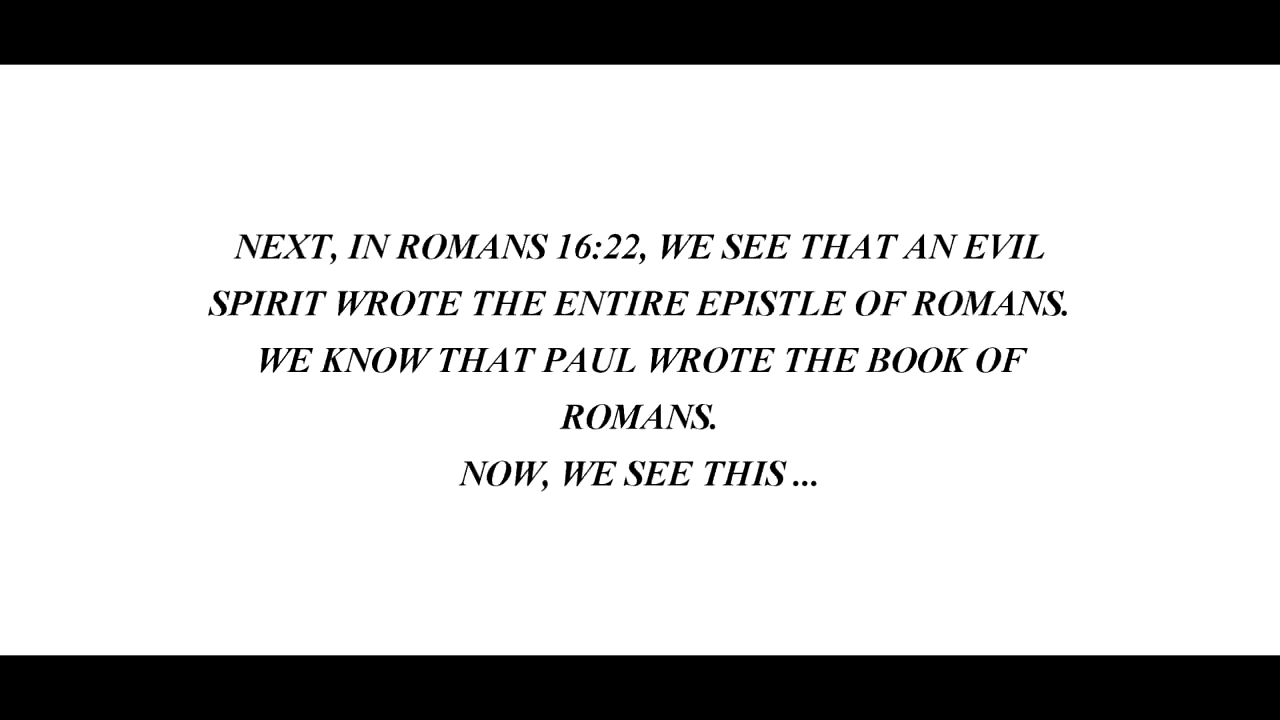 NEXT, IN ROMANS 16:22, WE SEE THAT AN EVIL
SPIRIT WROTE THE ENTIRE EPISTLE OF ROMANS.
WE KNOW THAT PAUL WROTE THE BOOK OF
ROMANS.
NOW, WE SEE THIS ...